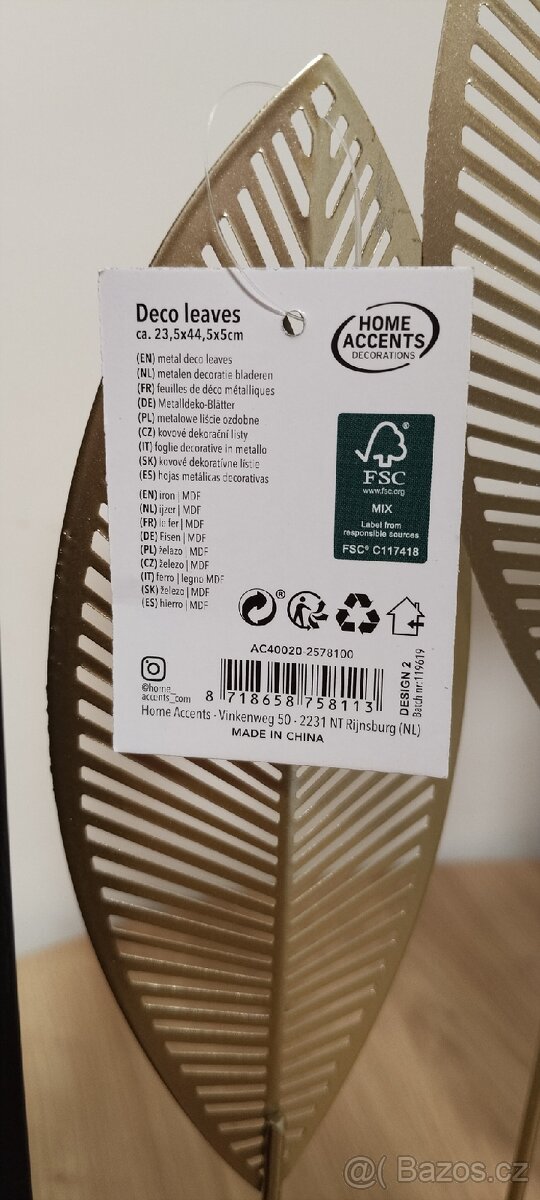 Deco leaves
ca. 23,5x44,5x5cm
(EN) metal deco leaves
(NL) metalen decoratie bladeren
(FR) feuilles de déco métalliques
(DE) Metalldeko-Blätter
(PL) metalowe liście ozdobne
(CZ) kovové dekorační listy
(IT) foglie decorative in metallo
(SK) kovové dekoratívne listie
(ES) hojas metálicas decorativas
(EN) iron | MDF
(NL) ijzer | MDF
(FR) le fer | MDF
(DE) Eisen | MDF
(PL) żelazo | MDF
(CZ) železo | MDF
(IT) ferro | legno MDF
(SK) železo | MDF
(ES) hierro | MDF
HOME
ACCENTS
DECORATIONS
FSC
www.fsc.org
MIX
Label from
responsible sources
FSC® C117418
AC40020-2578100
@home_
accents_com
8 718658 758113
DESIGN 2
Batch nr:119619
Home Accents - Vinkenweg 50 - 2231 NT Rijnsburg (NL)
MADE IN CHINA
@( Bazos.cz